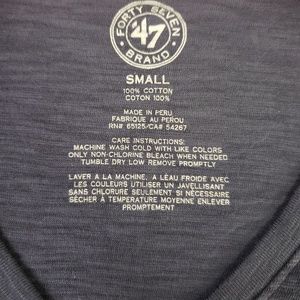 FORTY SEVEN
47
BRAND
SMALL
100% COTTON
COTON 100%
MADE IN PERU
FABRIQUE AU PEROU
RN# 65125/CA# 54267
CARE INSTRUCTIONS:
MACHINE WASH COLD WITH LIKE COLORS
ONLY NON-CHLORINE BLEACH WHEN NEEDED
TUMBLE DRY LOW REMOVE PROMPTLY
LAVER A LA MACHINE, A LÉAU FROIDE AVEC
LES COULEURS UTILISER UN JAVELLISANT
SANS CHLORURE SEULEMENT SI NÉCESSAIRE
SÉCHER À TEMPÉRATURE MOYENNE ENLEVER
PROMPTEMENT